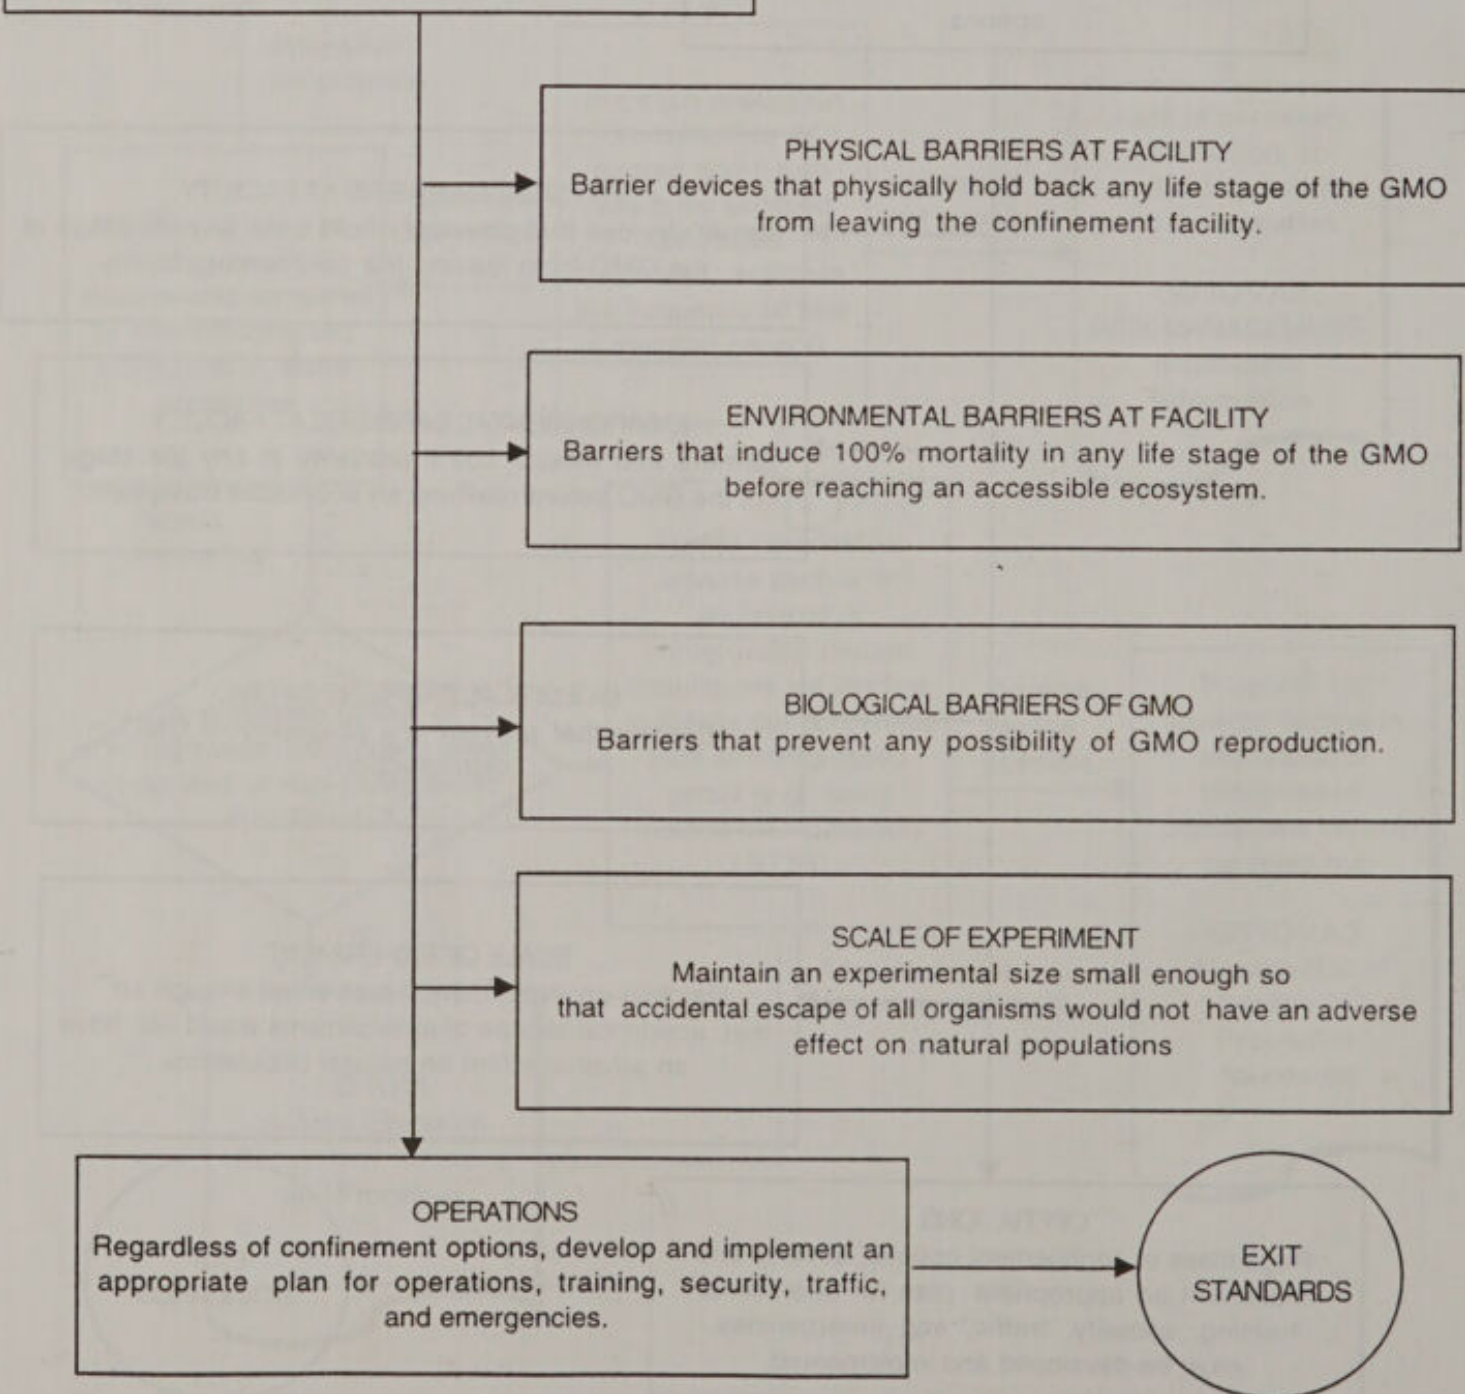 PHYSICAL BARRIERS AT FACILITY
Barrier devices that physically hold back any life stage of the GMO
from leaving the confinement facility.
ENVIRONMENTAL BARRIERS AT FACILITY
Barriers that induce 100% mortality in any life stage of the GMO
before reaching an accessible ecosystem.
BIOLOGICAL BARRIERS OF GMO
Barriers that prevent any possibility of GMO reproduction.
SCALE OF EXPERIMENT
Maintain an experimental size small enough so
that accidental escape of all organisms would not have an adverse
effect on natural populations
OPERATIONS
Regardless of confinement options, develop and implement an
appropriate plan for operations, training, security, traffic,
and emergencies.
EXIT
STANDARDS